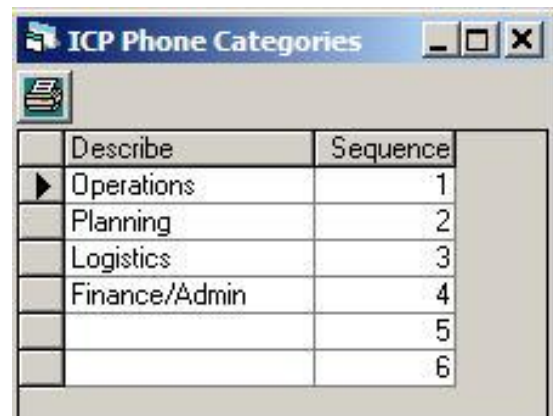 ICP Phone Categories
Describe Sequence
Operations 1
Planning 2
Logistics 3
Finance/Admin 4
5
6